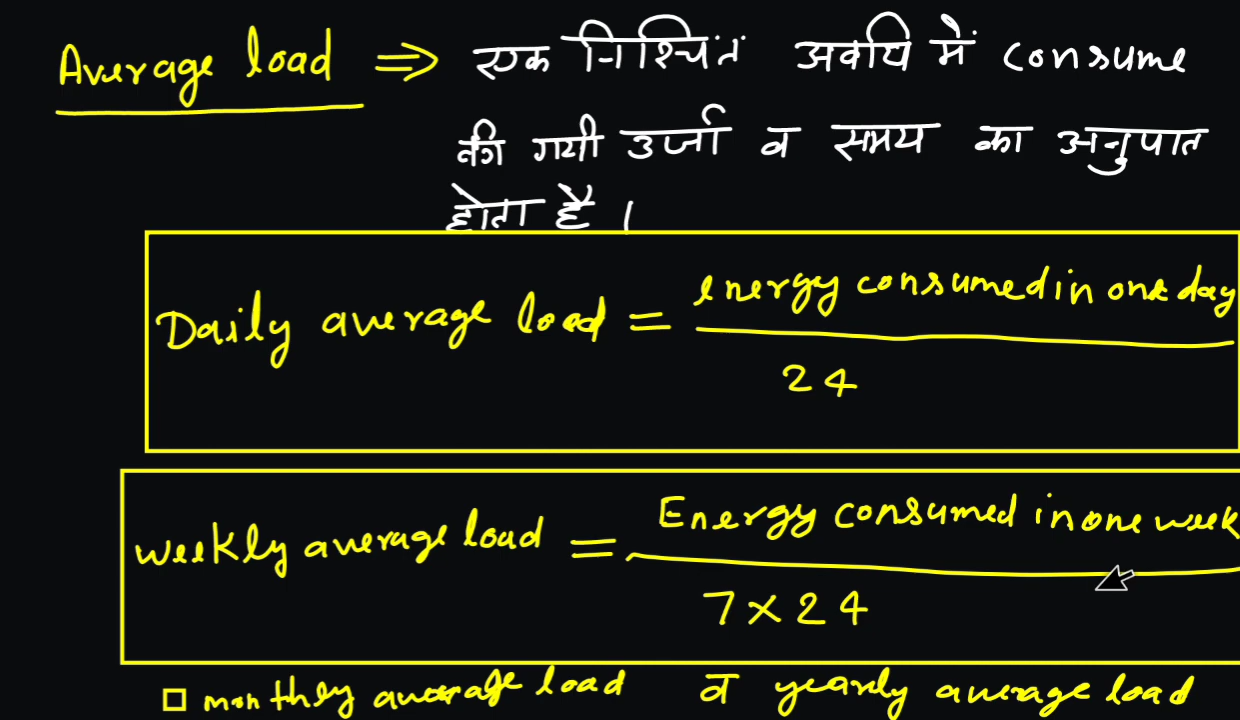 Average load ⇒ एक निश्चित अवधि में consume
की गयी उर्जा व समय का अनुपात
होता है ।
Daily average load = energy consumed in one day
24
weekly average load = Energy consumed in one week
7 × 24
□ monthly average load व yearly average load